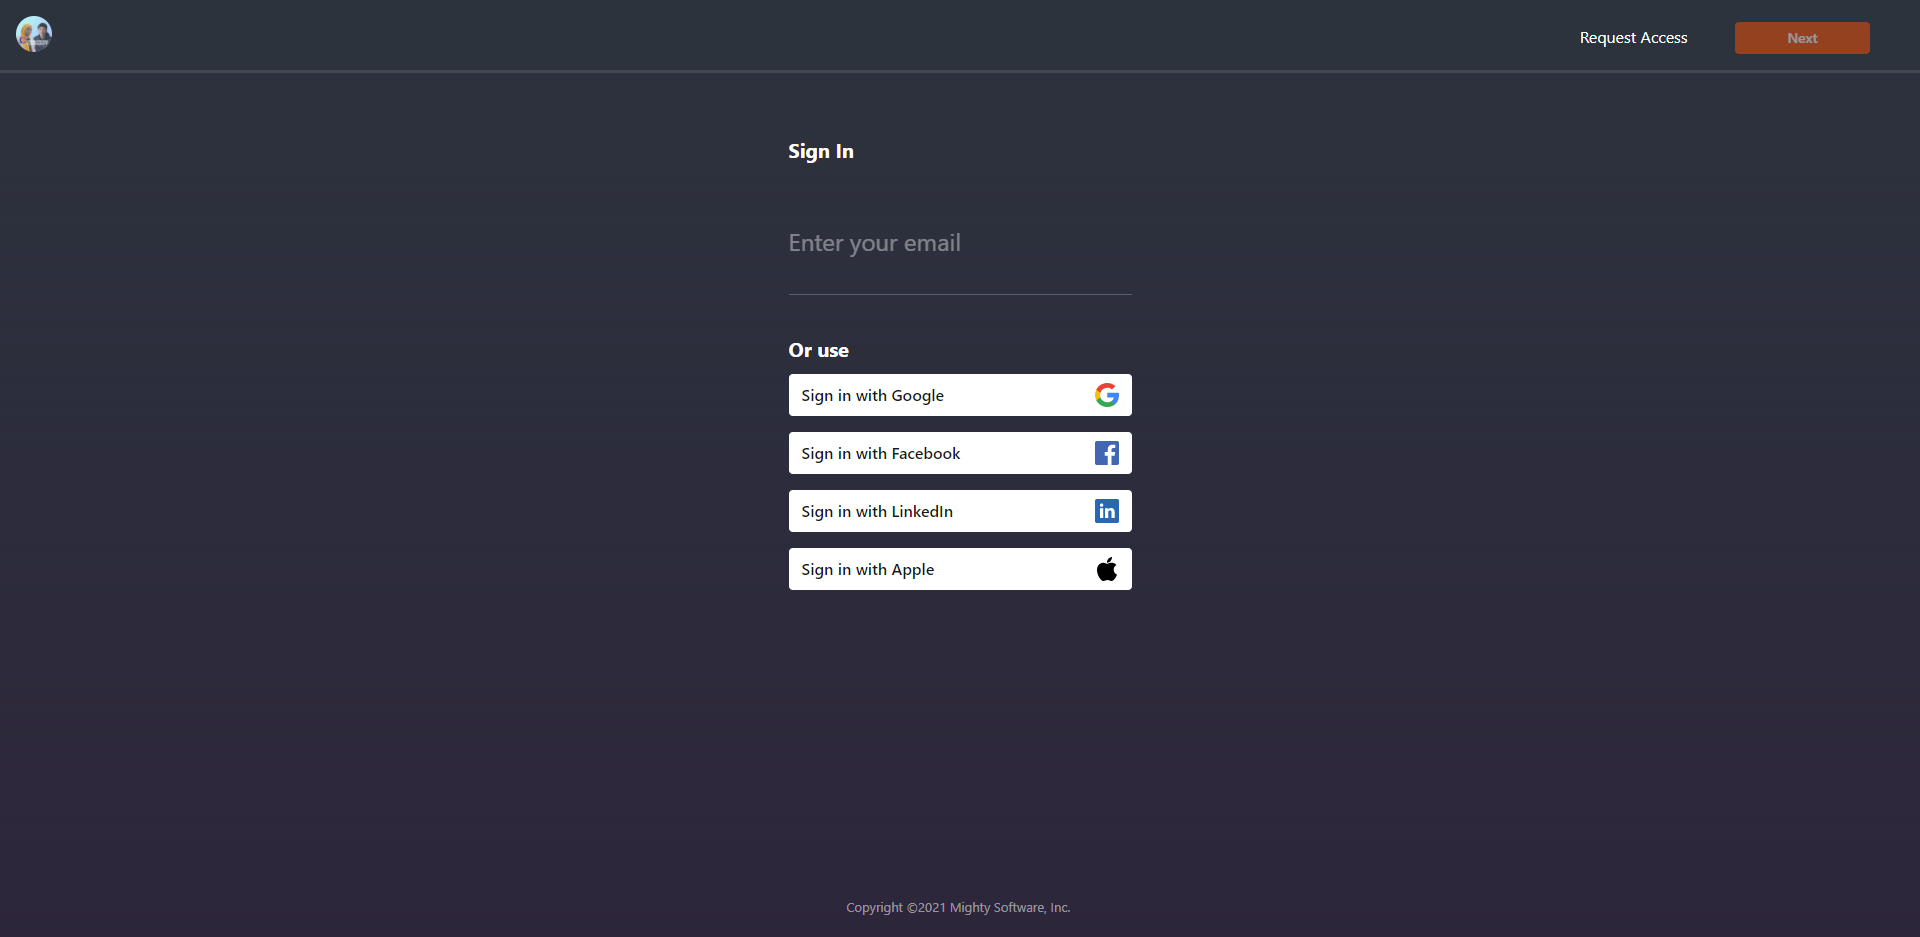 Request Access
Next
Sign In
Enter your email
Or use
Sign in with Google
Sign in with Facebook
Sign in with LinkedIn
Sign in with Apple
Copyright ©2021 Mighty Software, Inc.